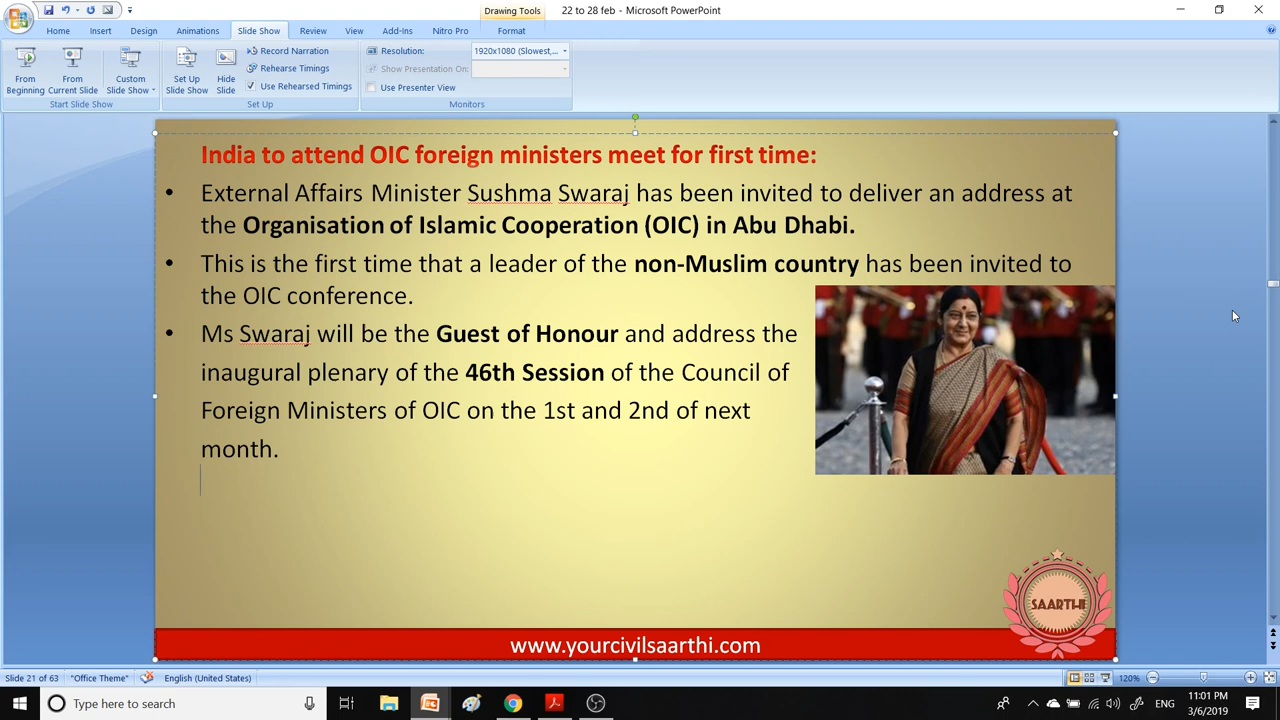 Drawing Tools
22 to 28 feb - Microsoft PowerPoint
Home Insert Design Animations Slide Show Review View Add-Ins Nitro Pro Format
From Beginning
From Current Slide
Custom Slide Show
Start Slide Show
Set Up Slide Show
Hide Slide
Record Narration
Rehearse Timings
Use Rehearsed Timings
Set Up
Resolution: 1920x1080 (Slowest,...
Show Presentation On:
Use Presenter View
Monitors
India to attend OIC foreign ministers meet for first time:
• External Affairs Minister Sushma Swaraj has been invited to deliver an address at
the Organisation of Islamic Cooperation (OIC) in Abu Dhabi.
• This is the first time that a leader of the non-Muslim country has been invited to
the OIC conference.
• Ms Swaraj will be the Guest of Honour and address the
inaugural plenary of the 46th Session of the Council of
Foreign Ministers of OIC on the 1st and 2nd of next
month.
SAARTHI
www.yourcivilsaarthi.com
Slide 21 of 63 "Office Theme" English (United States) 120%
Type here to search
ENG
11:01 PM
3/6/2019